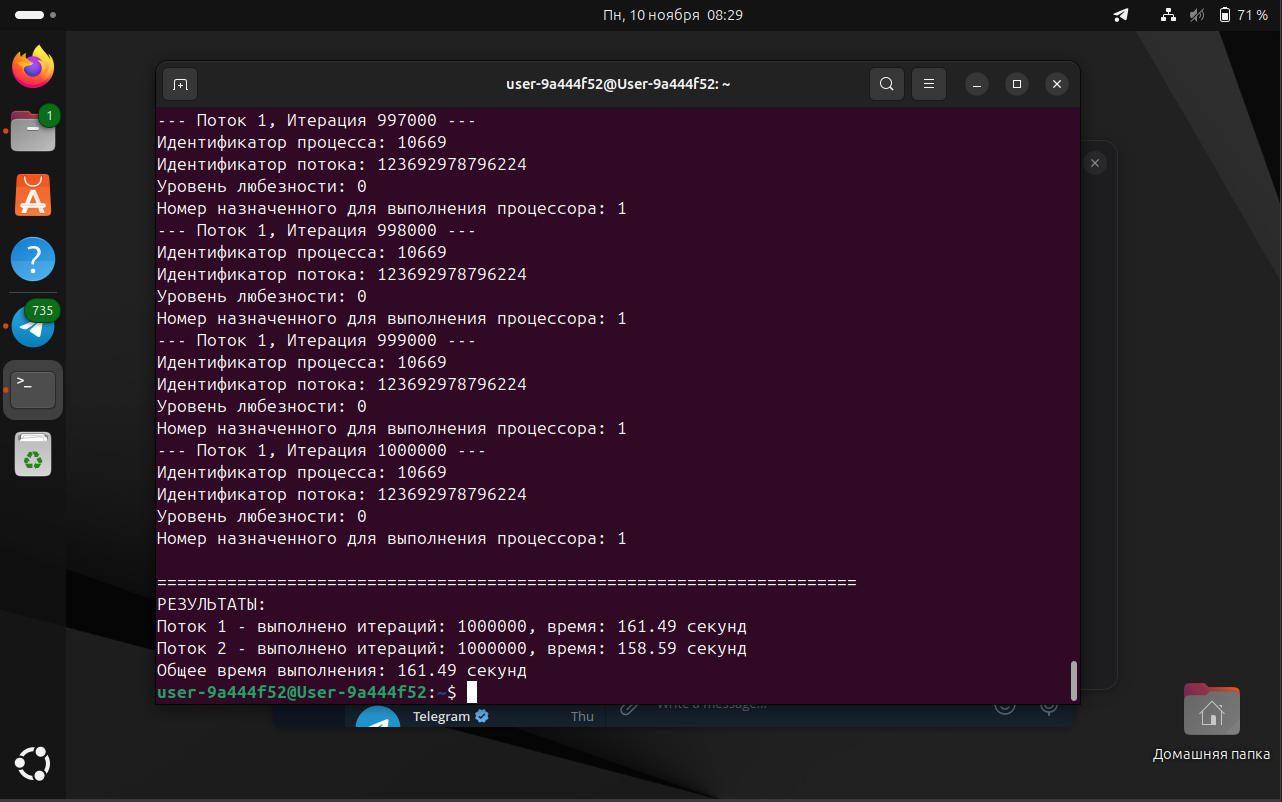 Пн, 10 ноября 08:29
71 %
1
735
user-9a444f52@User-9a444f52: ~
--- Поток 1, Итерация 997000 ---
Идентификатор процесса: 10669
Идентификатор потока: 123692978796224
Уровень любезности: 0
Номер назначенного для выполнения процессора: 1
--- Поток 1, Итерация 998000 ---
Идентификатор процесса: 10669
Идентификатор потока: 123692978796224
Уровень любезности: 0
Номер назначенного для выполнения процессора: 1
--- Поток 1, Итерация 999000 ---
Идентификатор процесса: 10669
Идентификатор потока: 123692978796224
Уровень любезности: 0
Номер назначенного для выполнения процессора: 1
--- Поток 1, Итерация 1000000 ---
Идентификатор процесса: 10669
Идентификатор потока: 123692978796224
Уровень любезности: 0
Номер назначенного для выполнения процессора: 1
======================================================================
РЕЗУЛЬТАТЫ:
Поток 1 - выполнено итераций: 1000000, время: 161.49 секунд
Поток 2 - выполнено итераций: 1000000, время: 158.59 секунд
Общее время выполнения: 161.49 секунд
user-9a444f52@User-9a444f52:~$
Telegram Thu
Write a message...
Домашняя папка